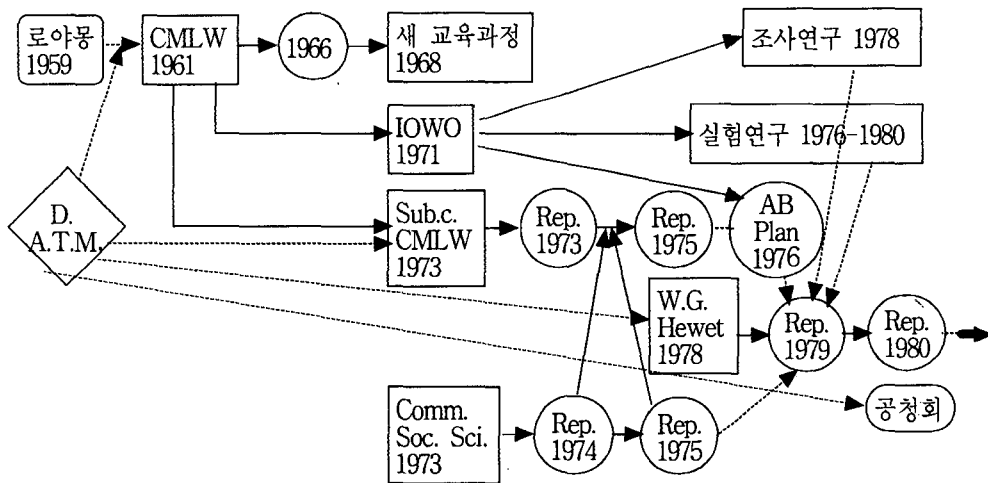 로야몽
1959
CMLW
1961
1966
새 교육과정
1968
조사연구 1978
IOWO
1971
실험연구 1976-1980
D.
A.T.M.
Sub.c.
CMLW
1973
Rep.
1973
Rep.
1975
AB
Plan
1976
W.G.
Hewet
1978
Rep.
1979
Rep.
1980
공청회
Comm.
Soc. Sci.
1973
Rep.
1974
Rep.
1975